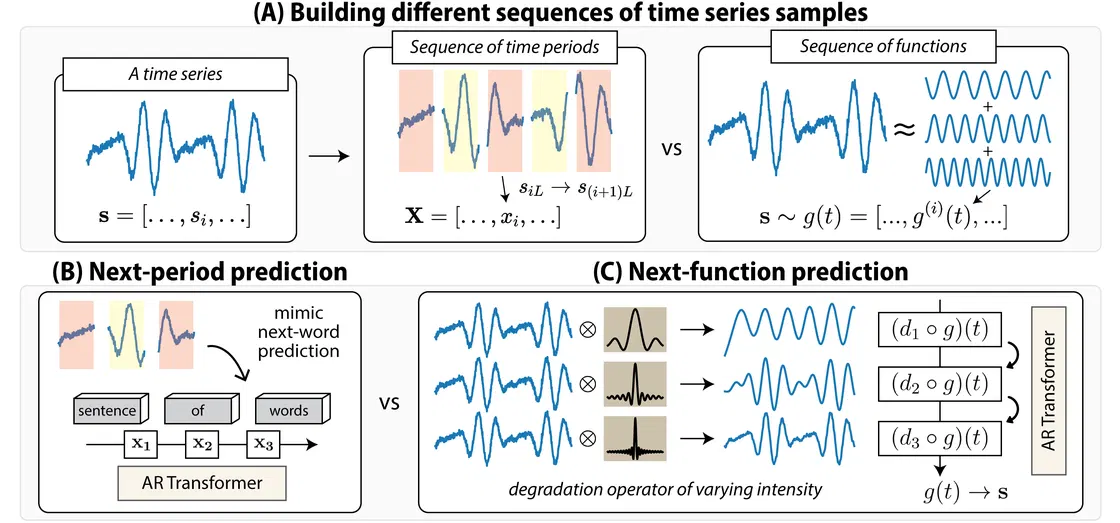 (A) Building different sequences of time series samples
A time series
s = [. . . , s_i, . . .]
Sequence of time periods
s_{iL} → s_{(i+1)L}
X = [. . . , x_i, . . .]
vs
Sequence of functions
≈
+
+
s ∼ g(t) = [..., g^{(i)}(t), ...]
(B) Next-period prediction
mimic
next-word
prediction
sentence
of
words
x_1
x_2
x_3
AR Transformer
vs
(C) Next-function prediction
⊗
⊗
⊗
degradation operator of varying intensity
(d_1 ∘ g)(t)
(d_2 ∘ g)(t)
(d_3 ∘ g)(t)
g(t) → s
AR Transformer